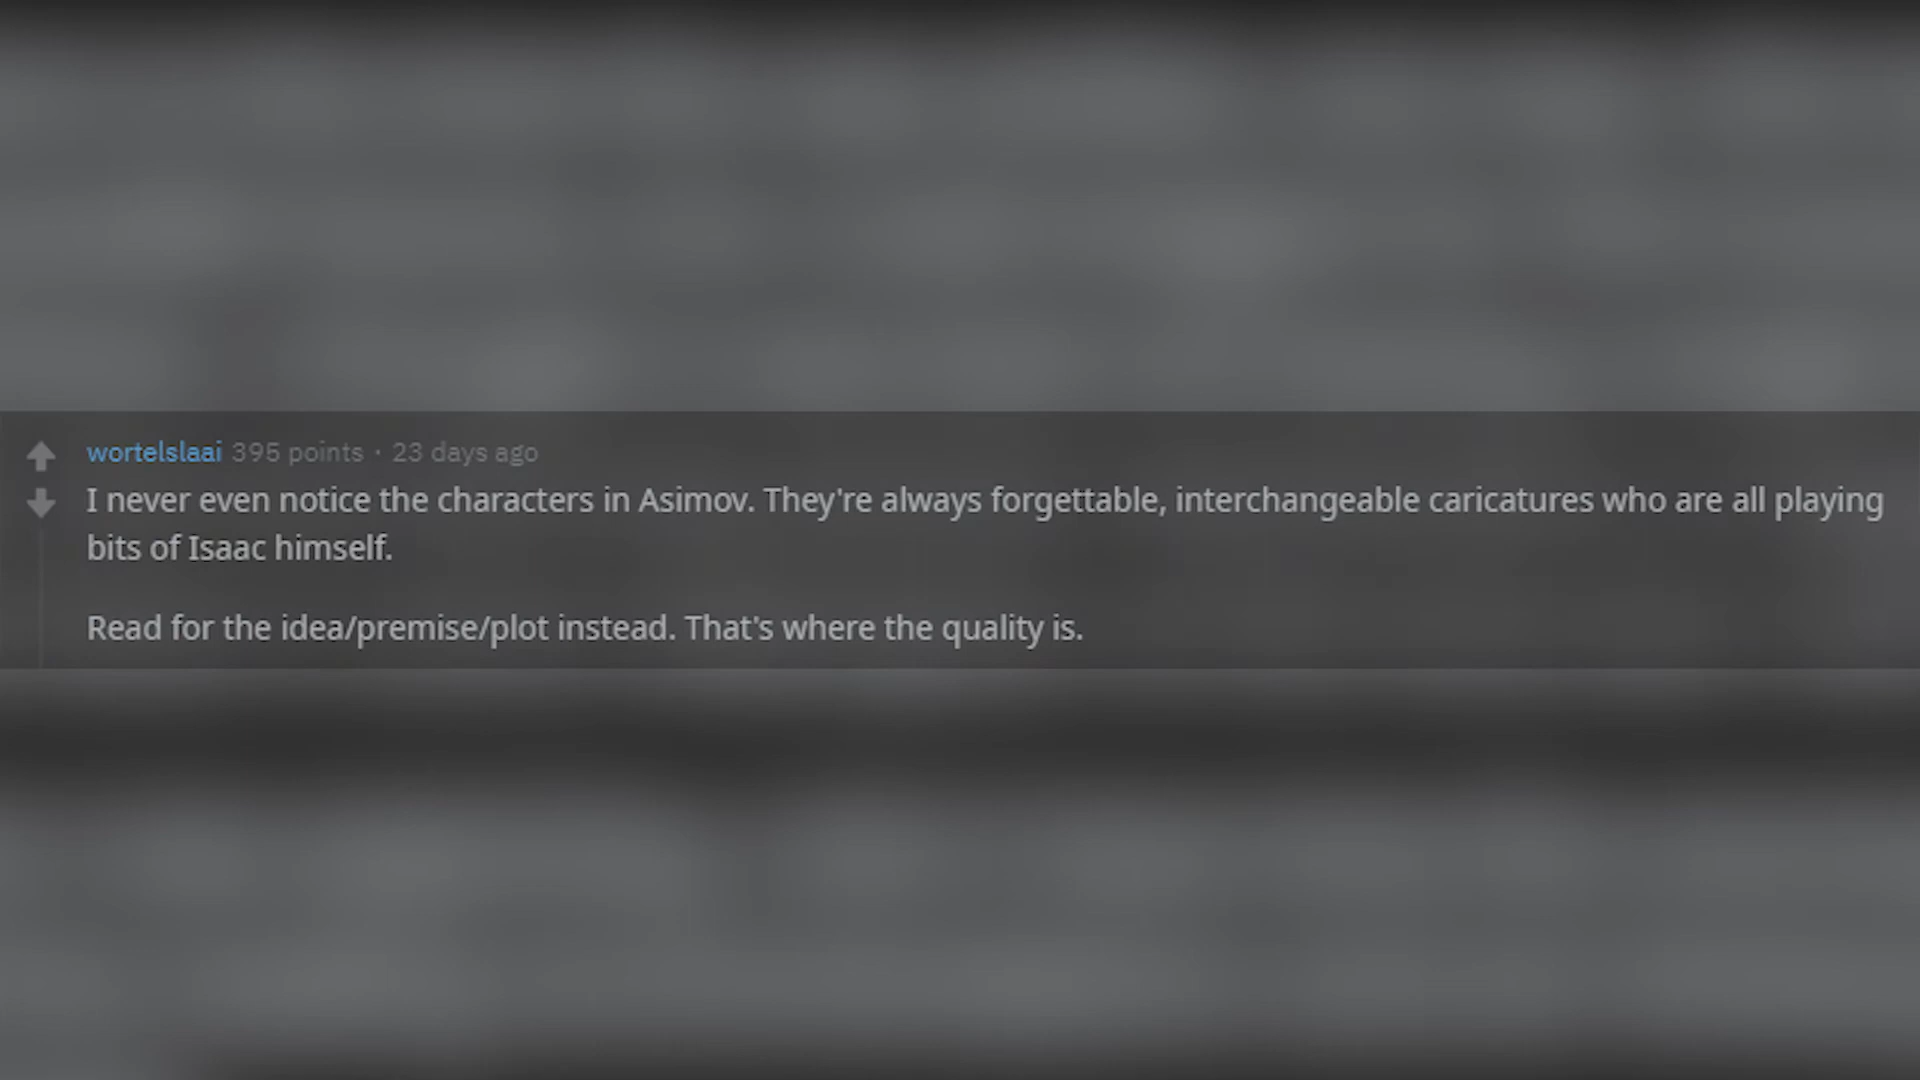 wortelslaai 395 points · 23 days ago
I never even notice the characters in Asimov. They're always forgettable, interchangeable caricatures who are all playing
bits of Isaac himself.
Read for the idea/premise/plot instead. That's where the quality is.